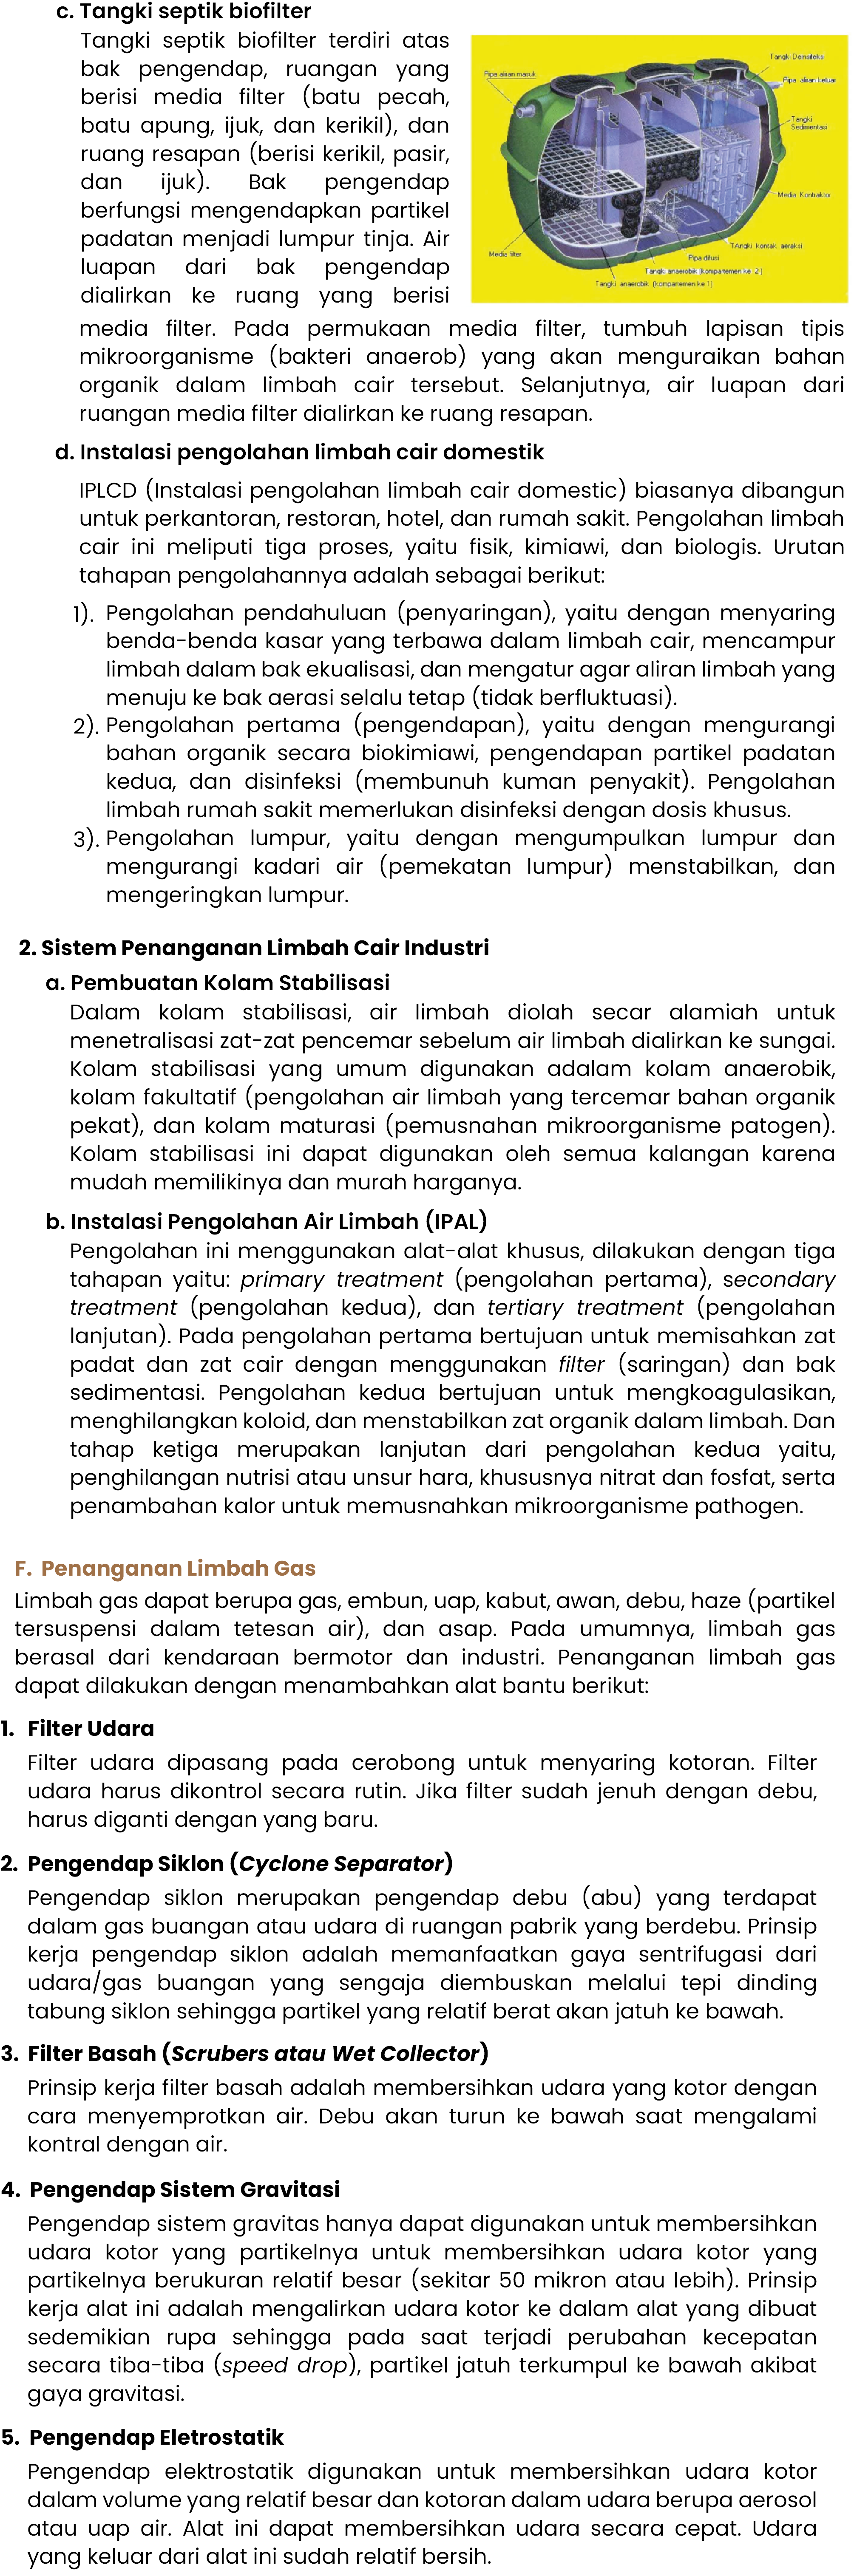 c. Tangki septik biofilter
Tangki septik biofilter terdiri atas
bak pengendap, ruangan yang
berisi media filter (batu pecah,
batu apung, ijuk, dan kerikil), dan
ruang resapan (berisi kerikil, pasir,
dan ijuk). Bak pengendap
berfungsi mengendapkan partikel
padatan menjadi lumpur tinja. Air
luapan dari bak pengendap
dialirkan ke ruang yang berisi
Tangki Deinsfeksi
Pipa aliran masuk
Pipa aliran keluar
Tangki
Sedimentasi
Media Kontraktor
TAngki kontak aeraksi
Media filter
Pipa difusi
Tangki anaerobik (kompartemen ke 2)
Tangki anaerobik (kompartemen ke 1)
media filter. Pada permukaan media filter, tumbuh lapisan tipis
mikroorganisme (bakteri anaerob) yang akan menguraikan bahan
organik dalam limbah cair tersebut. Selanjutnya, air luapan dari
ruangan media filter dialirkan ke ruang resapan.
d. Instalasi pengolahan limbah cair domestik
IPLCD (Instalasi pengolahan limbah cair domestic) biasanya dibangun
untuk perkantoran, restoran, hotel, dan rumah sakit. Pengolahan limbah
cair ini meliputi tiga proses, yaitu fisik, kimiawi, dan biologis. Urutan
tahapan pengolahannya adalah sebagai berikut:
1). Pengolahan pendahuluan (penyaringan), yaitu dengan menyaring
benda-benda kasar yang terbawa dalam limbah cair, mencampur
limbah dalam bak ekualisasi, dan mengatur agar aliran limbah yang
menuju ke bak aerasi selalu tetap (tidak berfluktuasi).
2). Pengolahan pertama (pengendapan), yaitu dengan mengurangi
bahan organik secara biokimiawi, pengendapan partikel padatan
kedua, dan disinfeksi (membunuh kuman penyakit). Pengolahan
limbah rumah sakit memerlukan disinfeksi dengan dosis khusus.
3). Pengolahan lumpur, yaitu dengan mengumpulkan lumpur dan
mengurangi kadari air (pemekatan lumpur) menstabilkan, dan
mengeringkan lumpur.
2. Sistem Penanganan Limbah Cair Industri
a. Pembuatan Kolam Stabilisasi
Dalam kolam stabilisasi, air limbah diolah secar alamiah untuk
menetralisasi zat-zat pencemar sebelum air limbah dialirkan ke sungai.
Kolam stabilisasi yang umum digunakan adalam kolam anaerobik,
kolam fakultatif (pengolahan air limbah yang tercemar bahan organik
pekat), dan kolam maturasi (pemusnahan mikroorganisme patogen).
Kolam stabilisasi ini dapat digunakan oleh semua kalangan karena
mudah memilikinya dan murah harganya.
b. Instalasi Pengolahan Air Limbah (IPAL)
Pengolahan ini menggunakan alat-alat khusus, dilakukan dengan tiga
tahapan yaitu: primary treatment (pengolahan pertama), secondary
treatment (pengolahan kedua), dan tertiary treatment (pengolahan
lanjutan). Pada pengolahan pertama bertujuan untuk memisahkan zat
padat dan zat cair dengan menggunakan filter (saringan) dan bak
sedimentasi. Pengolahan kedua bertujuan untuk mengkoagulasikan,
menghilangkan koloid, dan menstabilkan zat organik dalam limbah. Dan
tahap ketiga merupakan lanjutan dari pengolahan kedua yaitu,
penghilangan nutrisi atau unsur hara, khususnya nitrat dan fosfat, serta
penambahan kalor untuk memusnahkan mikroorganisme pathogen.
F. Penanganan Limbah Gas
Limbah gas dapat berupa gas, embun, uap, kabut, awan, debu, haze (partikel
tersuspensi dalam tetesan air), dan asap. Pada umumnya, limbah gas
berasal dari kendaraan bermotor dan industri. Penanganan limbah gas
dapat dilakukan dengan menambahkan alat bantu berikut:
1. Filter Udara
Filter udara dipasang pada cerobong untuk menyaring kotoran. Filter
udara harus dikontrol secara rutin. Jika filter sudah jenuh dengan debu,
harus diganti dengan yang baru.
2. Pengendap Siklon (Cyclone Separator)
Pengendap siklon merupakan pengendap debu (abu) yang terdapat
dalam gas buangan atau udara di ruangan pabrik yang berdebu. Prinsip
kerja pengendap siklon adalah memanfaatkan gaya sentrifugasi dari
udara/gas buangan yang sengaja diembuskan melalui tepi dinding
tabung siklon sehingga partikel yang relatif berat akan jatuh ke bawah.
3. Filter Basah (Scrubers atau Wet Collector)
Prinsip kerja filter basah adalah membersihkan udara yang kotor dengan
cara menyemprotkan air. Debu akan turun ke bawah saat mengalami
kontral dengan air.
4. Pengendap Sistem Gravitasi
Pengendap sistem gravitas hanya dapat digunakan untuk membersihkan
udara kotor yang partikelnya untuk membersihkan udara kotor yang
partikelnya berukuran relatif besar (sekitar 50 mikron atau lebih). Prinsip
kerja alat ini adalah mengalirkan udara kotor ke dalam alat yang dibuat
sedemikian rupa sehingga pada saat terjadi perubahan kecepatan
secara tiba-tiba (speed drop), partikel jatuh terkumpul ke bawah akibat
gaya gravitasi.
5. Pengendap Eletrostatik
Pengendap elektrostatik digunakan untuk membersihkan udara kotor
dalam volume yang relatif besar dan kotoran dalam udara berupa aerosol
atau uap air. Alat ini dapat membersihkan udara secara cepat. Udara
yang keluar dari alat ini sudah relatif bersih.